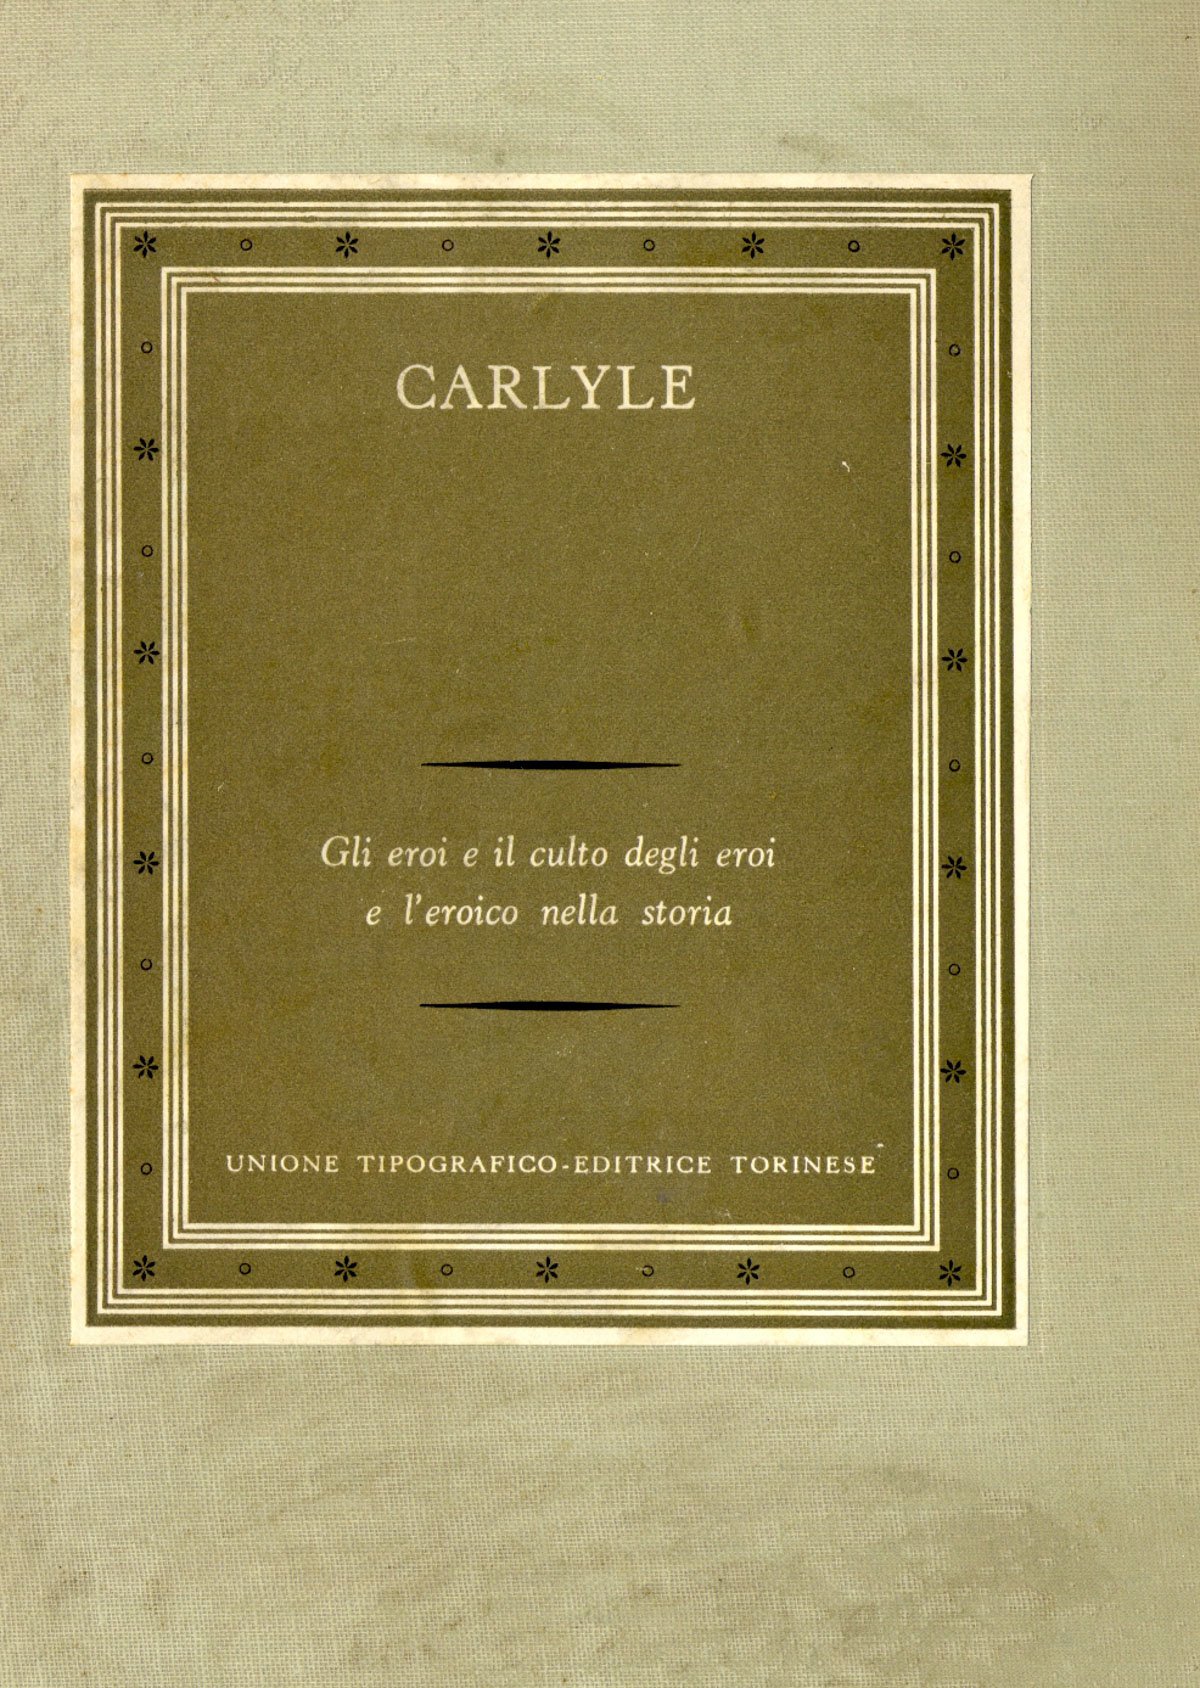 CARLYLE
Gli eroi e il culto degli eroi
e l'eroico nella storia
UNIONE TIPOGRAFICO-EDITRICE TORINESE